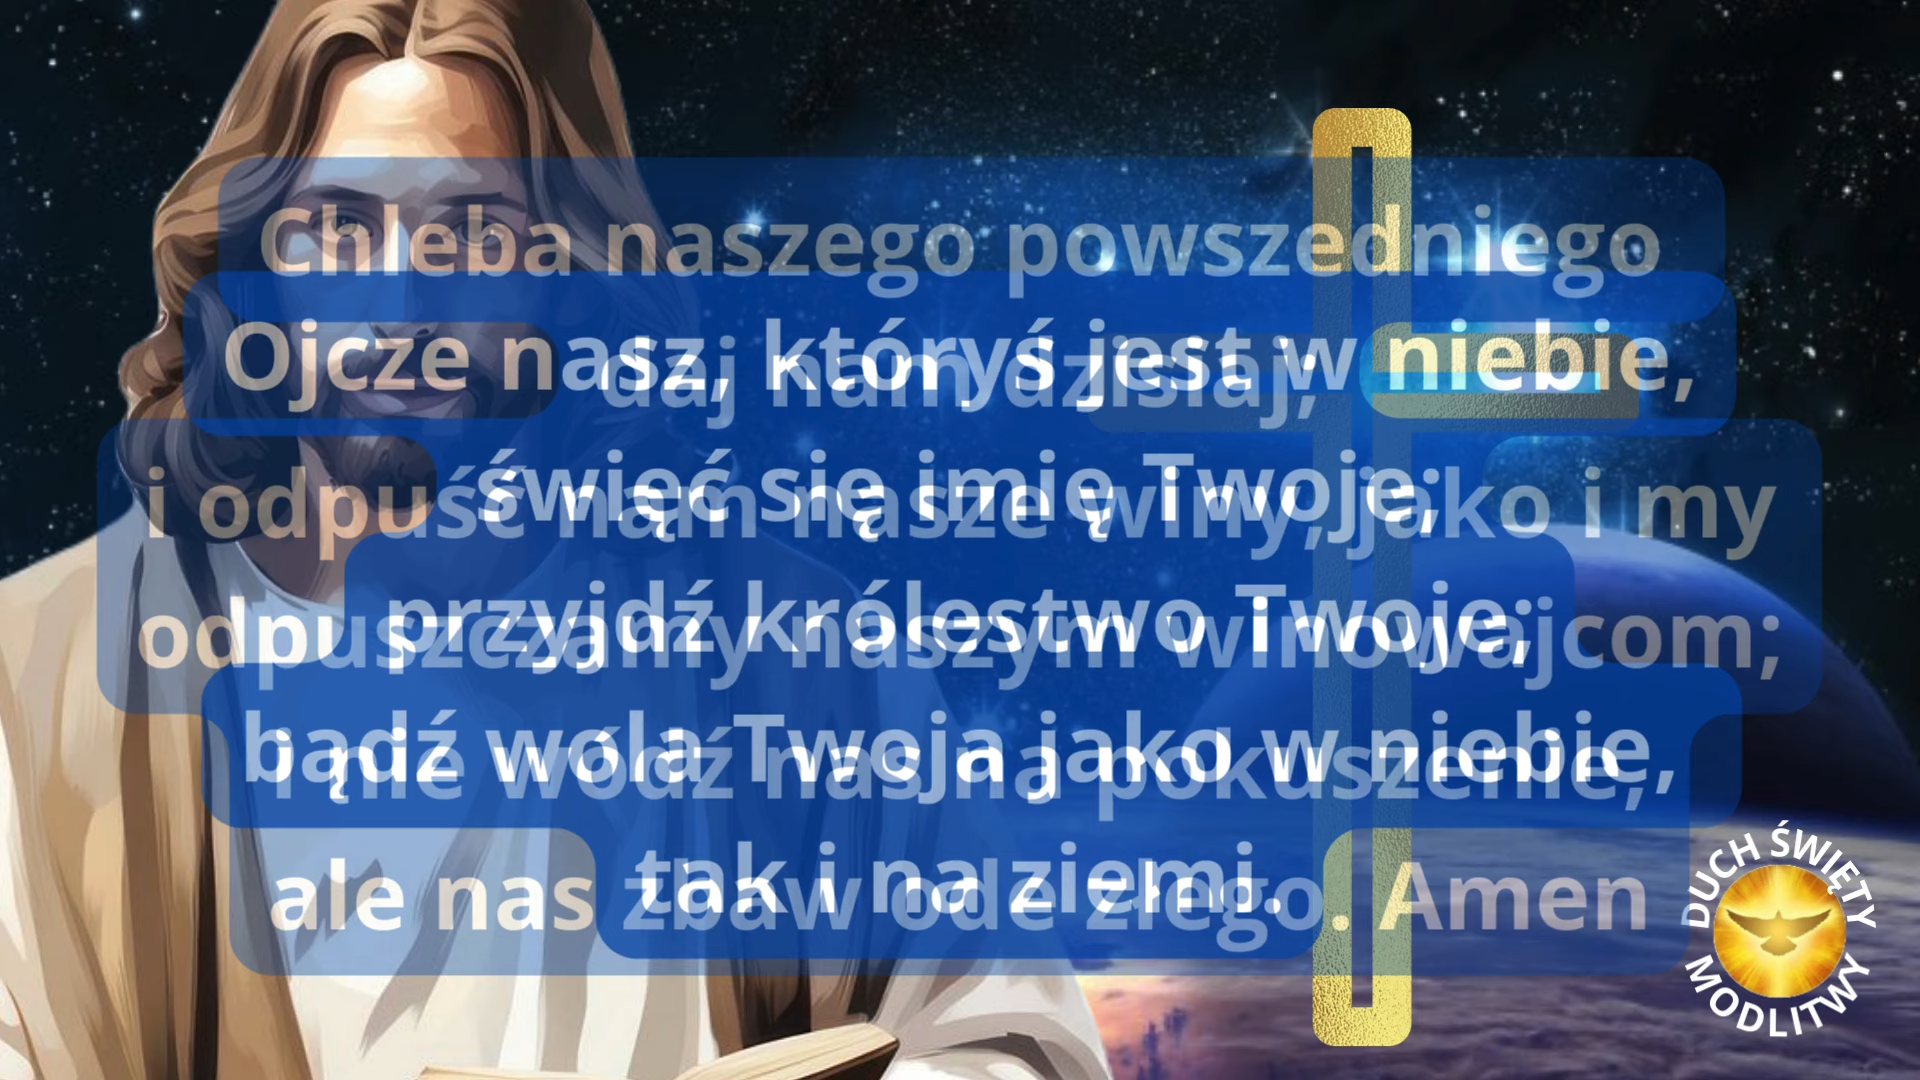 Ojcze nasz, któryś jest w niebie,
święć się imię Twoje;
przyjdź królestwo Twoje;
bądź wola Twoja jako w niebie,
tak i na ziemi.
Chleba naszego powszedniego
daj nam dzisiaj;
i odpuść nam nasze winy, jako i my
odpuszczamy naszym winowajcom;
i nie wódź nas na pokuszenie,
ale nas zbaw ode złego. Amen
DUCH ŚWIĘTY
MODLITWY